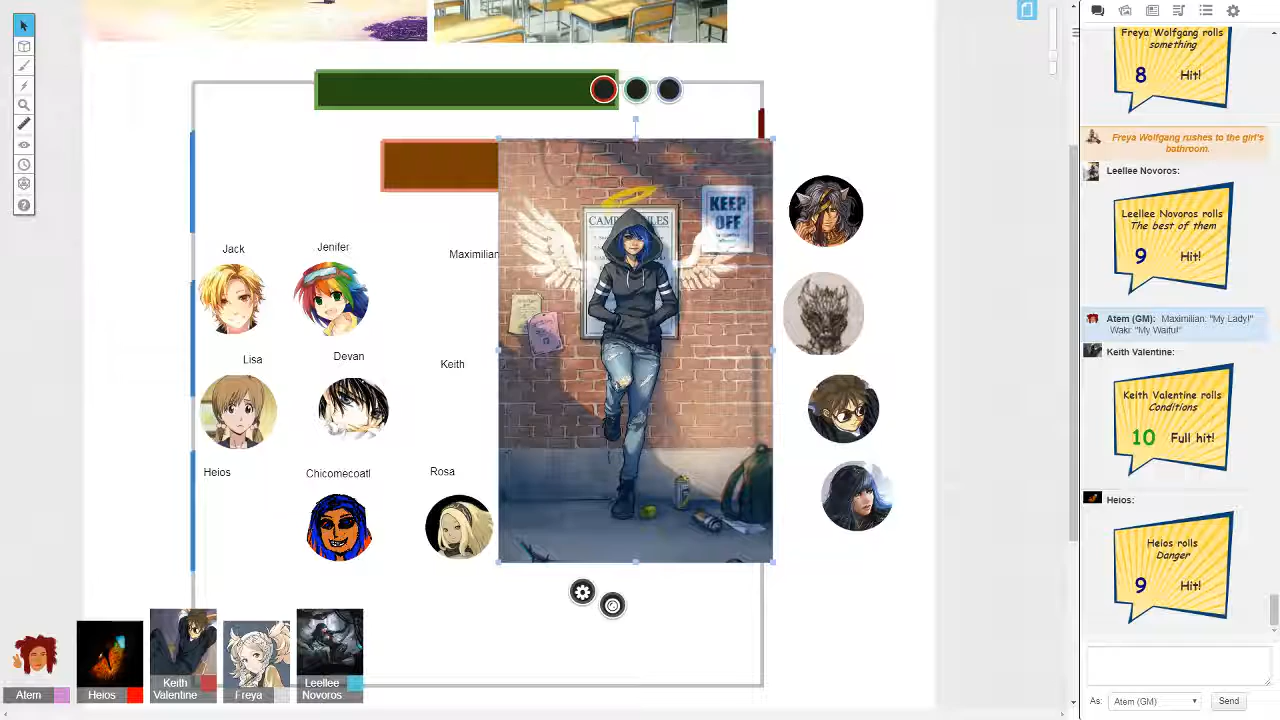 Jack
Jenifer
Maximilian
Lisa
Devan
Keith
Heios
Chicomecoatl
Rosa
KEEP
OFF
Atem
Heios
Keith
Valentine
Freya
Leellee
Novoros
Freya Wolfgang rolls
something
8 Hit!
Freya Wolfgang rushes to the girl's
bathroom.
Leellee Novoros:
Leellee Novoros rolls
The best of them
9 Hit!
Atem (GM): Maximilian: "My Lady!"
Waki: "My Waifu!"
Keith Valentine:
Keith Valentine rolls
Conditions
10 Full hit!
Heios:
Heios rolls
Danger
9 Hit!
As: Atem (GM) Send